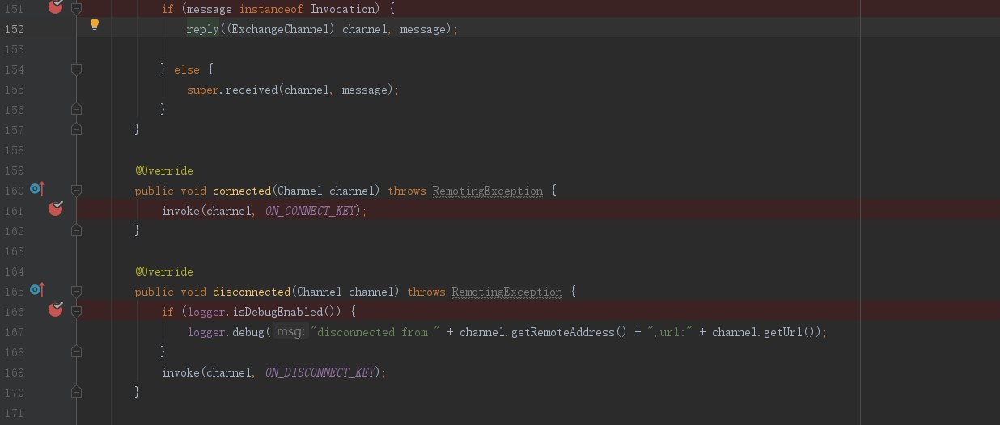 151 if (message instanceof Invocation) {
152 reply((ExchangeChannel) channel, message);
153
154 } else {
155 super.received(channel, message);
156 }
157 }
158
159 @Override
160 public void connected(Channel channel) throws RemotingException {
161 invoke(channel, ON_CONNECT_KEY);
162 }
163
164 @Override
165 public void disconnected(Channel channel) throws RemotingException {
166 if (logger.isDebugEnabled()) {
167 logger.debug( msg: "disconnected from " + channel.getRemoteAddress() + ",url:" + channel.getUrl());
168 }
169 invoke(channel, ON_DISCONNECT_KEY);
170 }
171